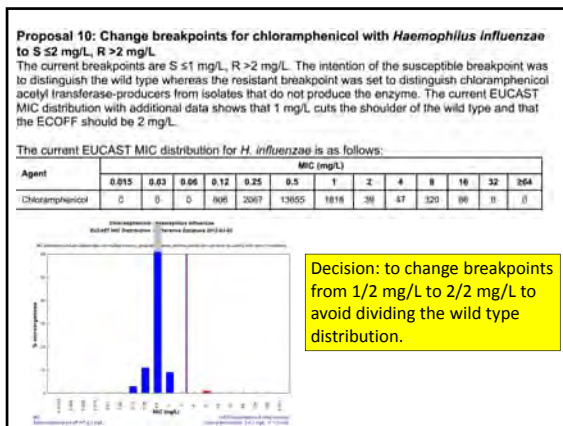 Proposal 10: Change breakpoints for chloramphenicol with Haemophilus influenzae
to S ≤2 mg/L, R >2 mg/L
The current breakpoints are S ≤1 mg/L, R >2 mg/L. The intention of the susceptible breakpoint was
to distinguish the wild type whereas the resistant breakpoint was set to distinguish chloramphenicol
acetyl transferase-producers from isolates that do not produce the enzyme. The current EUCAST
MIC distribution with additional data shows that 1 mg/L cuts the shoulder of the wild type and that
the ECOFF should be 2 mg/L.
The current EUCAST MIC distribution for H. influenzae is as follows:
Agent MIC (mg/L)
0.015 0.03 0.06 0.12 0.25 0.5 1 2 4 8 16 32 ≥64
Chloramphenicol 0 0 0 606 2067 13655 1616 39 47 120 66
Decision: to change breakpoints
from 1/2 mg/L to 2/2 mg/L to
avoid dividing the wild type
distribution.
MIC (mg/L)